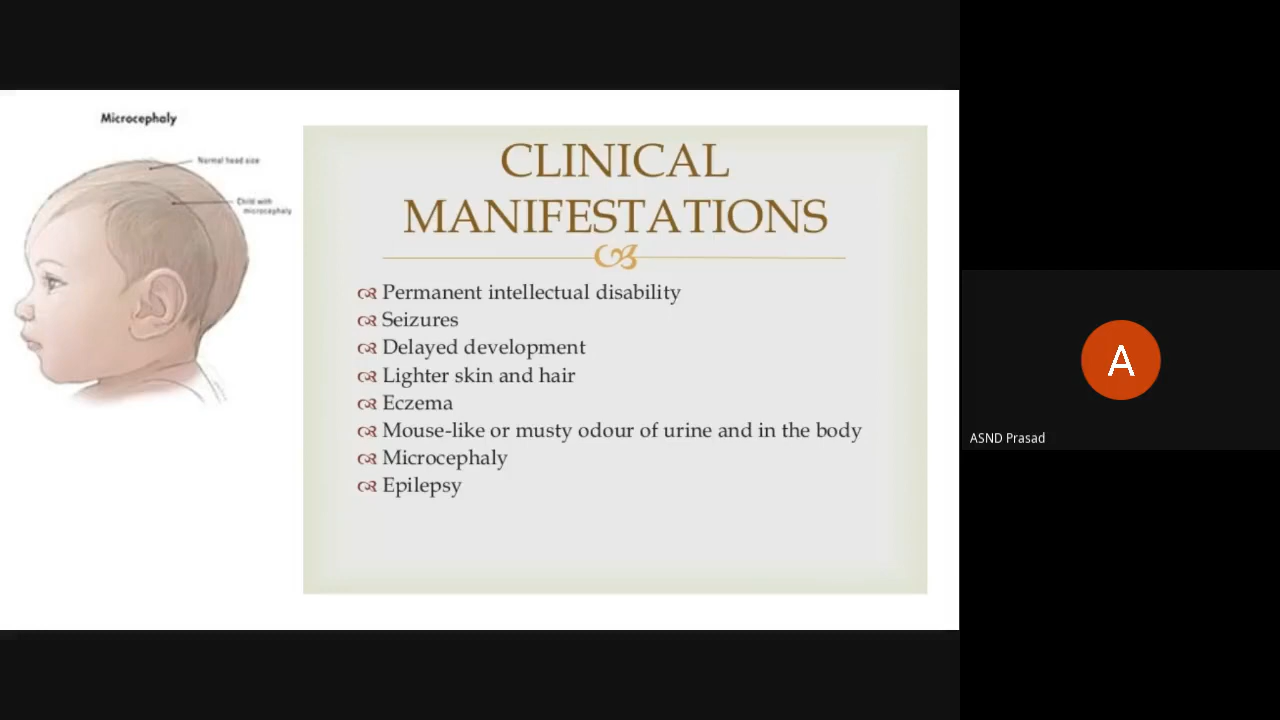 Microcephaly
Normal head size
Child with
microcephaly
CLINICAL
MANIFESTATIONS
Permanent intellectual disability
Seizures
Delayed development
Lighter skin and hair
Eczema
Mouse-like or musty odour of urine and in the body
Microcephaly
Epilepsy
A
ASND Prasad